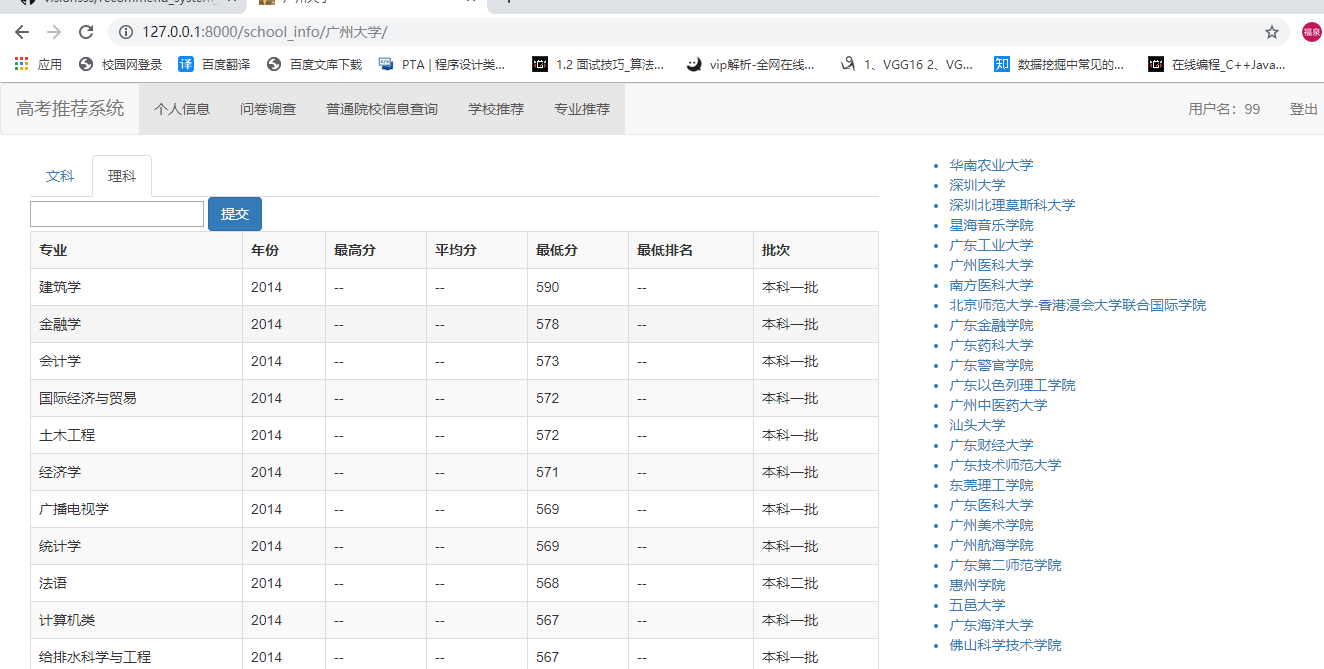 127.0.0.1:8000/school_info/广州大学/
福泉
应用 校园网登录 百度翻译 百度文库下载 PTA | 程序设计类... 1.2 面试技巧_算法... vip解析-全网在线... 1、VGG16 2、VG... 数据挖掘中常见的... 在线编程_C++Java...
高考推荐系统 个人信息 问卷调查 普通院校信息查询 学校推荐 专业推荐 用户名：99 登出
文科 理科
提交
专业 年份 最高分 平均分 最低分 最低排名 批次
建筑学 2014 -- -- 590 -- 本科一批
金融学 2014 -- -- 578 -- 本科一批
会计学 2014 -- -- 573 -- 本科一批
国际经济与贸易 2014 -- -- 572 -- 本科一批
土木工程 2014 -- -- 572 -- 本科一批
经济学 2014 -- -- 571 -- 本科一批
广播电视学 2014 -- -- 569 -- 本科一批
统计学 2014 -- -- 569 -- 本科一批
法语 2014 -- -- 568 -- 本科二批
计算机类 2014 -- -- 567 -- 本科一批
给排水科学与工程 2014 -- -- 567 -- 本科一批
华南农业大学
深圳大学
深圳北理莫斯科大学
星海音乐学院
广东工业大学
广州医科大学
南方医科大学
北京师范大学-香港浸会大学联合国际学院
广东金融学院
广东药科大学
广东警官学院
广东以色列理工学院
广州中医药大学
汕头大学
广东财经大学
广东技术师范大学
东莞理工学院
广东医科大学
广州美术学院
广州航海学院
广东第二师范学院
惠州学院
五邑大学
广东海洋大学
佛山科学技术学院